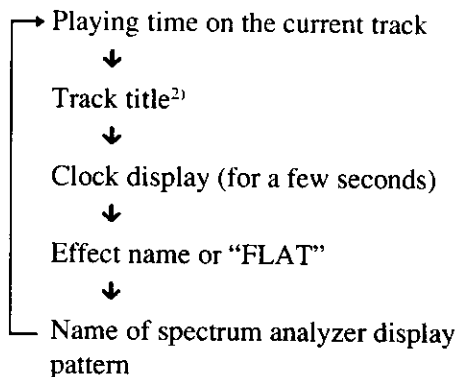 Playing time on the current track
Track title2)
Clock display (for a few seconds)
Effect name or “FLAT”
Name of spectrum analyzer display
pattern